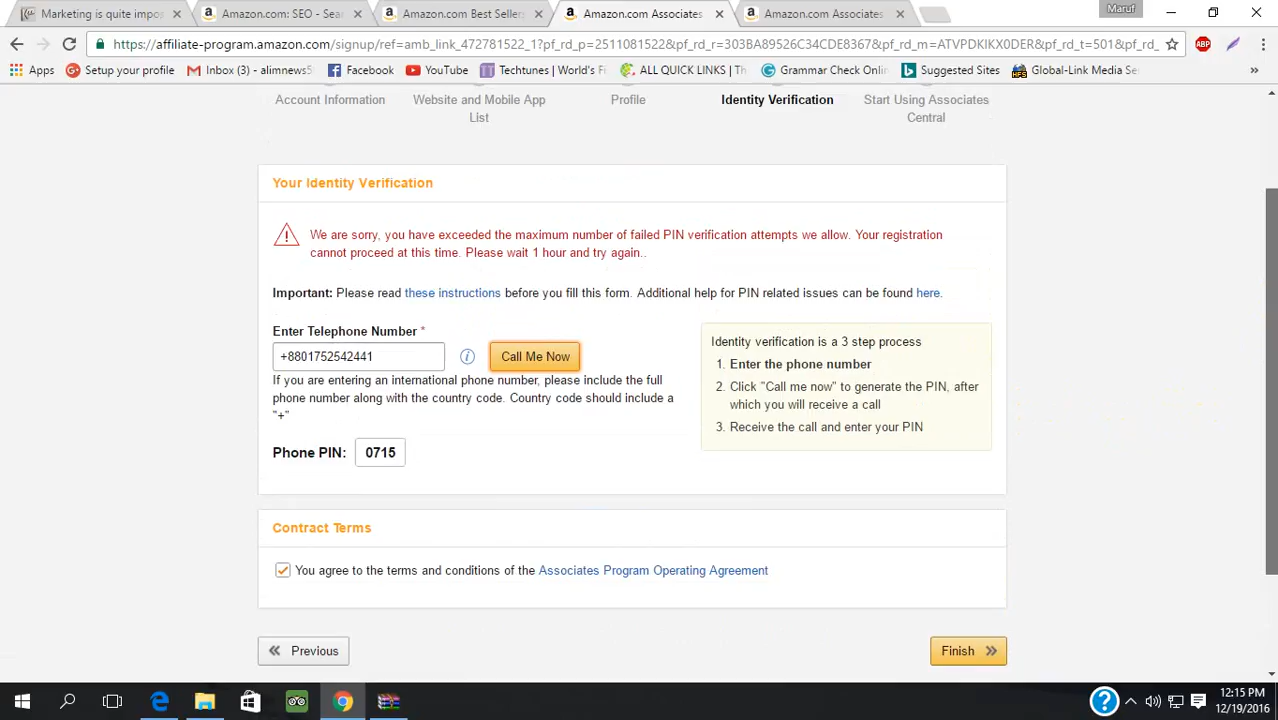 Marketing is quite impos
Amazon.com: SEO - Sear
Amazon.com Best Sellers
Amazon.com Associates
Amazon.com Associates
Maruf
https://affiliate-program.amazon.com/signup/ref=amb_link_472781522_1?pf_rd_p=2511081522&pf_rd_r=303BA89526C34CDE8367&pf_rd_m=ATVPDKIKX0DER&pf_rd_t=501&pf_rd_
ABP
Apps
Setup your profile
Inbox (3) - alimnews@
Facebook
YouTube
Techtunes | World's Fi
ALL QUICK LINKS | Th
Grammar Check Onlin
Suggested Sites
Global-Link Media Se
Account Information
Website and Mobile App
List
Profile
Identity Verification
Start Using Associates
Central
Your Identity Verification
We are sorry, you have exceeded the maximum number of failed PIN verification attempts we allow. Your registration
cannot proceed at this time. Please wait 1 hour and try again..
Important: Please read these instructions before you fill this form. Additional help for PIN related issues can be found here.
Enter Telephone Number *
+8801752542441
Call Me Now
If you are entering an international phone number, please include the full
phone number along with the country code. Country code should include a
"+"
Phone PIN: 0715
Identity verification is a 3 step process
1. Enter the phone number
2. Click "Call me now" to generate the PIN, after
which you will receive a call
3. Receive the call and enter your PIN
Contract Terms
You agree to the terms and conditions of the Associates Program Operating Agreement
Previous
Finish
12:15 PM
12/19/2016